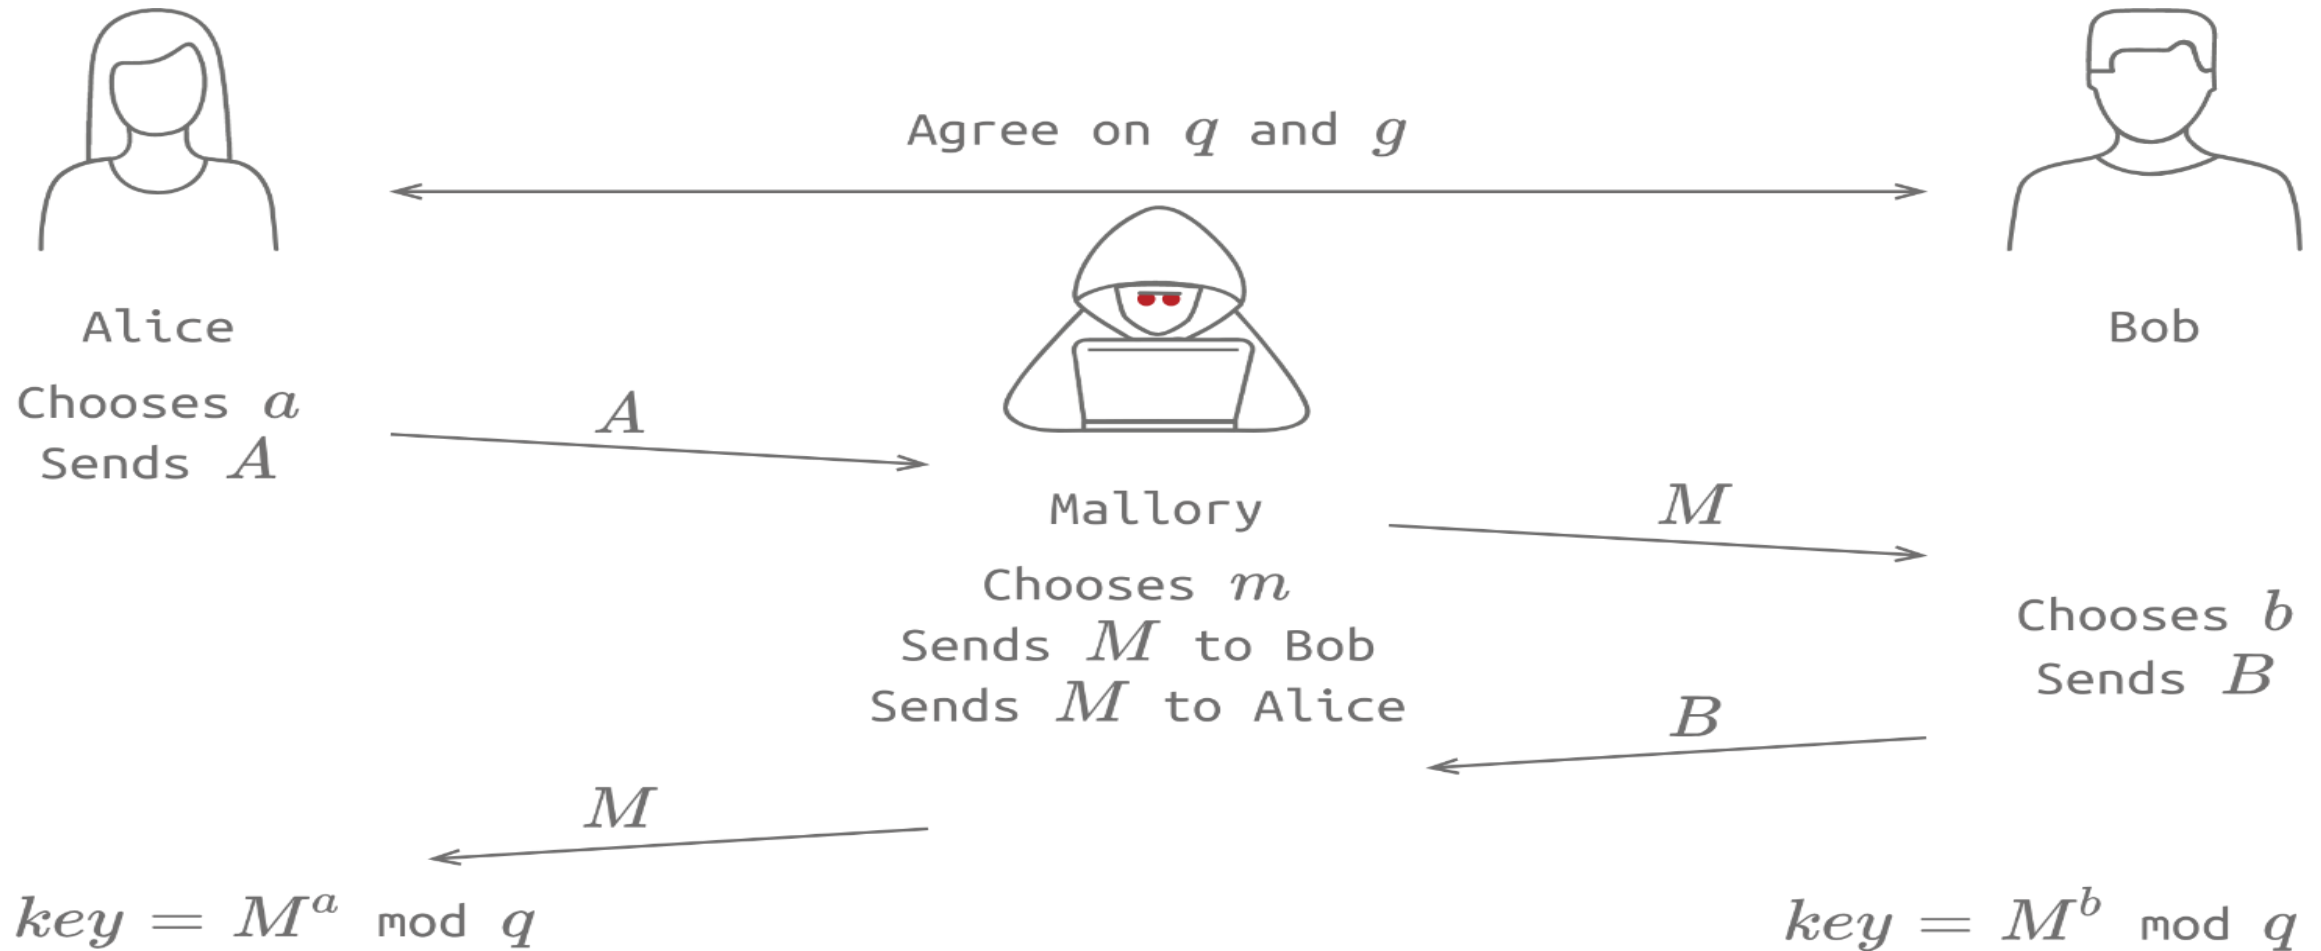 Agree on q and g
Alice
Bob
Chooses a
Sends A
A
Mallory
Chooses m
Sends M to Bob
Sends M to Alice
M
Chooses b
Sends B
B
M
key = M^a mod q
key = M^b mod q